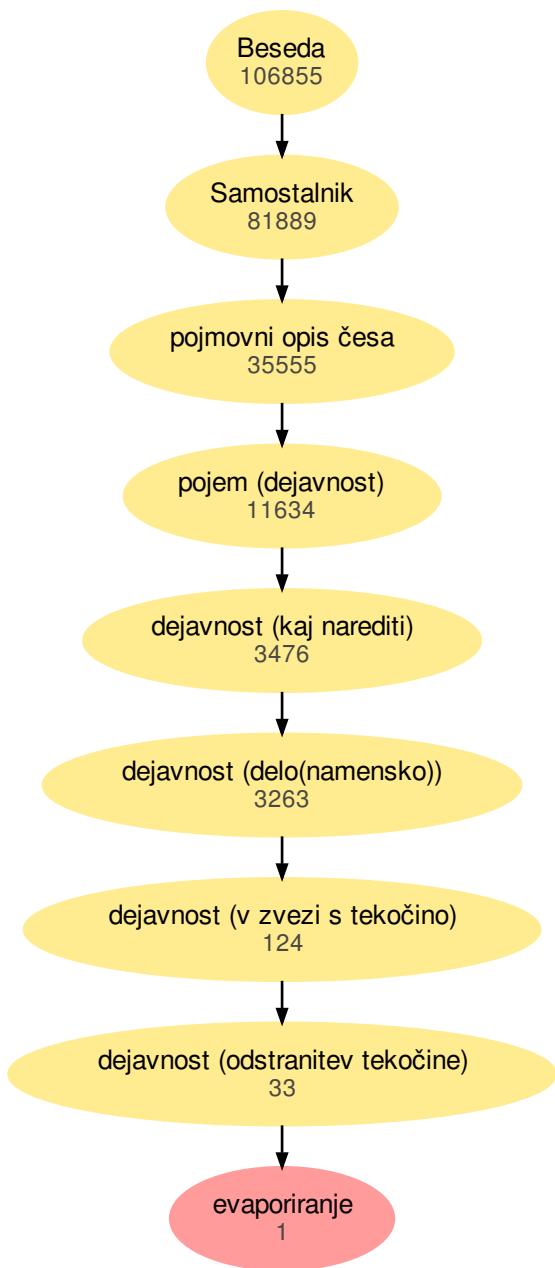 Beseda
106855
Samostalnik
81889
pojmovni opis česa
35555
pojem (dejavnost)
11634
dejavnost (kaj narediti)
3476
dejavnost (delo(namensko))
3263
dejavnost (v zvezi s tekočino)
124
dejavnost (odstranitev tekočine)
33
evaporiranje
1